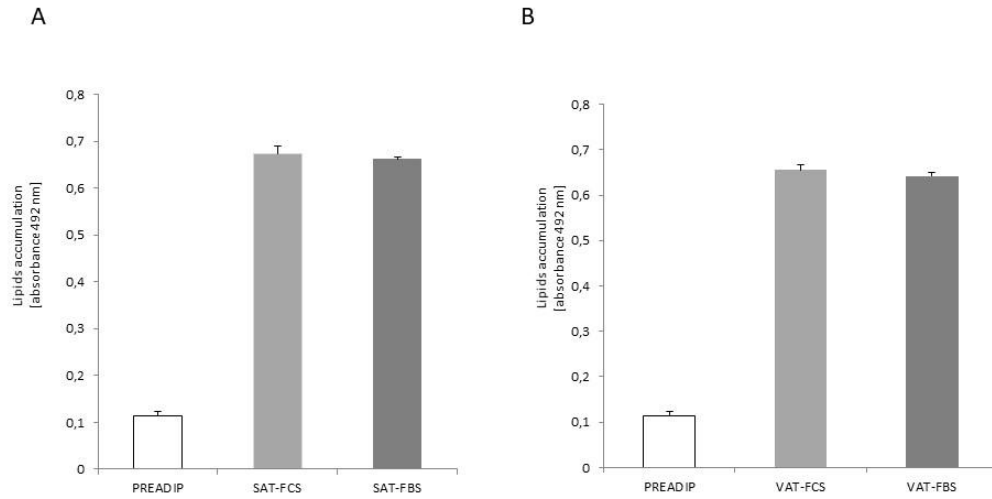 A
Lipids accumulation
[absorbance 492 nm]
0,8
0,7
0,6
0,5
0,4
0,3
0,2
0,1
0
PREADIP SAT-FCS SAT-FBS
B
Lipids accumulation
[absorbance 492 nm]
0,8
0,7
0,6
0,5
0,4
0,3
0,2
0,1
0
PREADIP VAT-FCS VAT-FBS